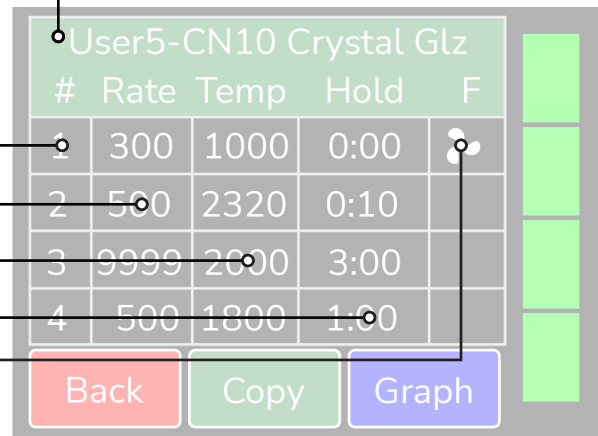 User5-CN10 Crystal Glz
# Rate Temp Hold F
1 300 1000 0:00
2 500 2320 0:10
3 9999 2000 3:00
4 500 1800 1:00
Back Copy Graph